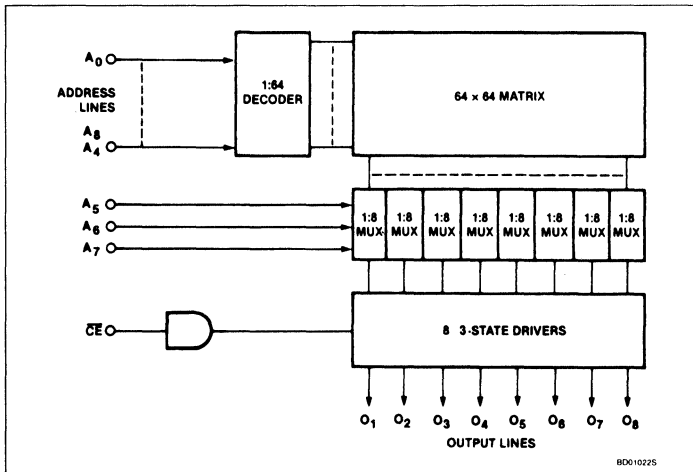 A0
ADDRESS
LINES
A8
A4
1:64
DECODER
64 × 64 MATRIX
A5
A6
A7
1:8
MUX
1:8
MUX
1:8
MUX
1:8
MUX
1:8
MUX
1:8
MUX
1:8
MUX
1:8
MUX
CE
8 3-STATE DRIVERS
O1 O2 O3 O4 O5 O6 O7 O8
OUTPUT LINES
BD01022S